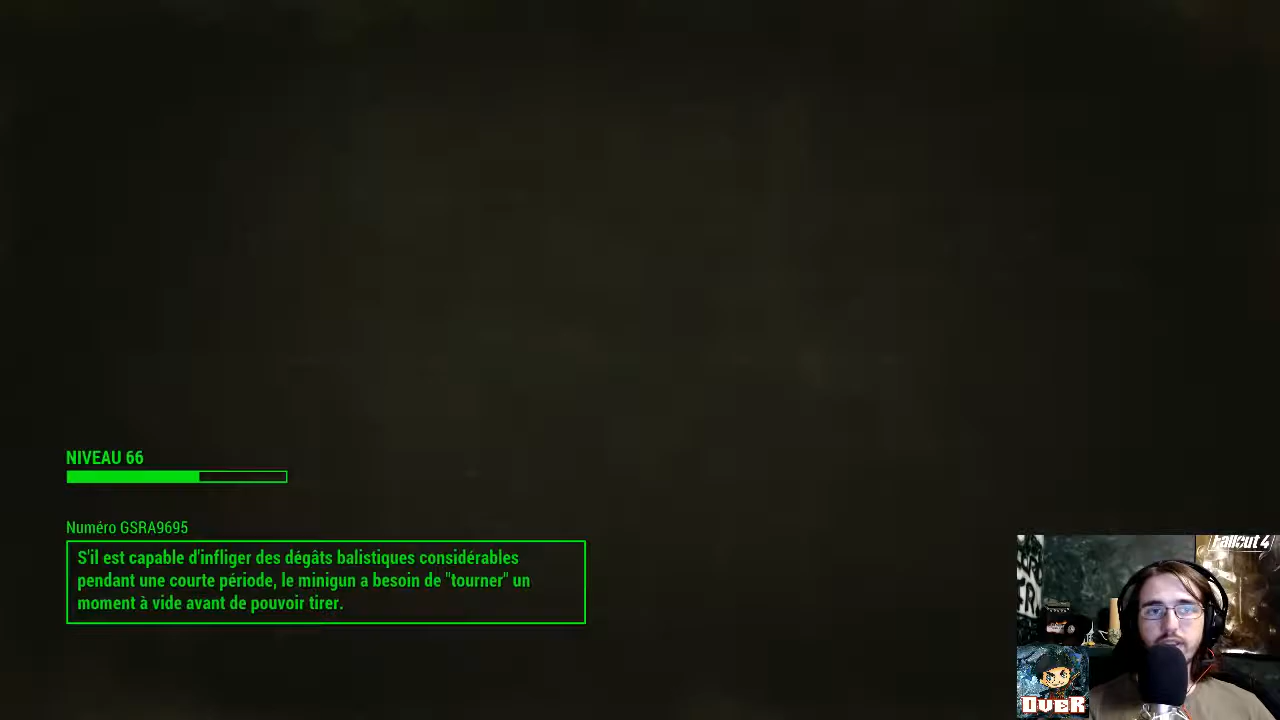 NIVEAU 66
Numéro GSRA9695
S'il est capable d'infliger des dégâts balistiques considérables
pendant une courte période, le minigun a besoin de "tourner" un
moment à vide avant de pouvoir tirer.
Fallout 4
OVER